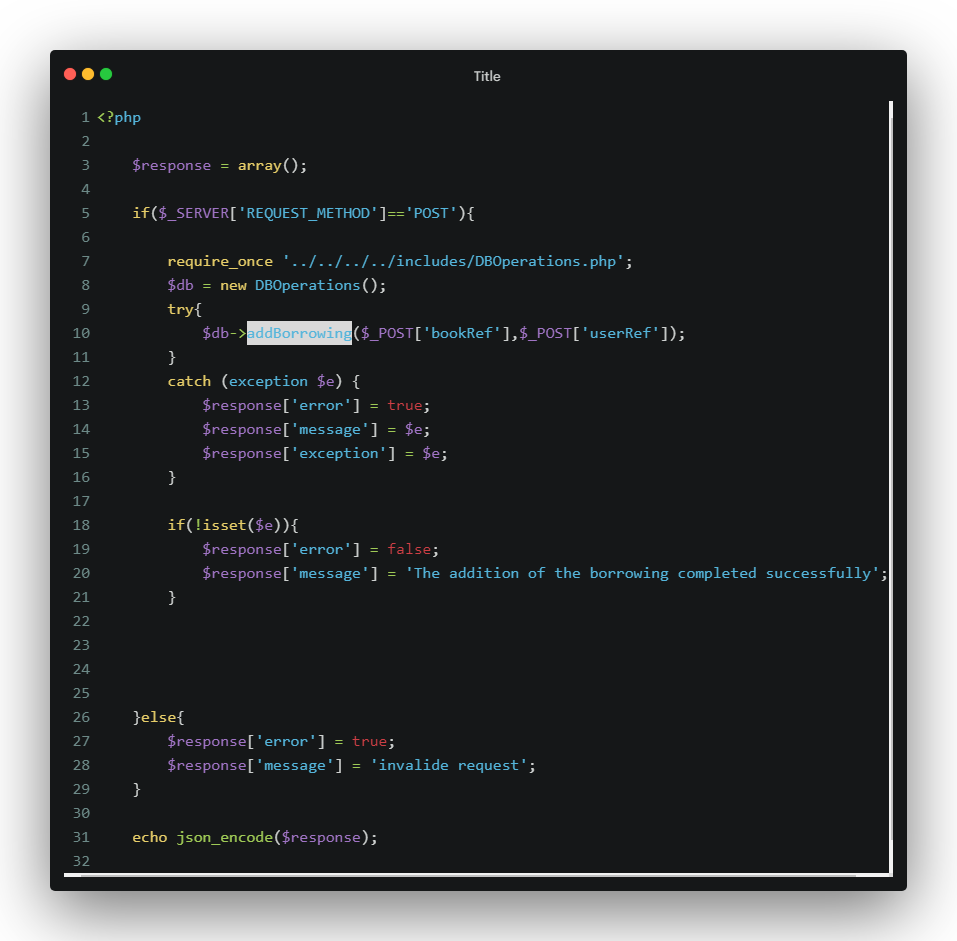 Title
1 <?php
2
3     $response = array();
4
5     if($_SERVER['REQUEST_METHOD']=='POST'){
6
7         require_once '../../../../includes/DBOperations.php';
8         $db = new DBOperations();
9         try{
10             $db->addBorrowing($_POST['bookRef'],$_POST['userRef']);
11         }
12         catch (exception $e) {
13             $response['error'] = true;
14             $response['message'] = $e;
15             $response['exception'] = $e;
16         }
17
18         if(!isset($e)){
19             $response['error'] = false;
20             $response['message'] = 'The addition of the borrowing completed successfully';
21         }
22
23
24
25
26     }else{
27         $response['error'] = true;
28         $response['message'] = 'invalide request';
29     }
30
31     echo json_encode($response);
32